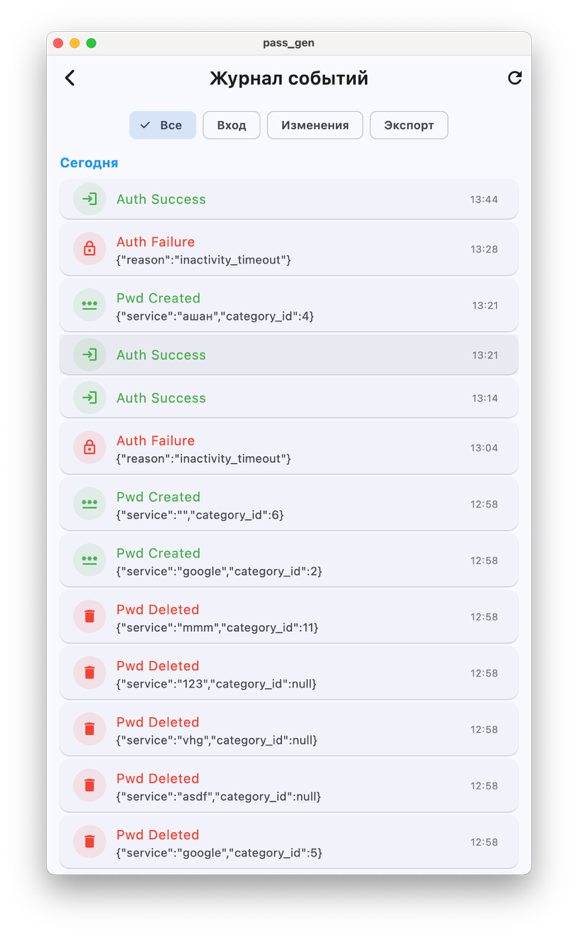 pass_gen
Журнал событий
Все
Вход
Изменения
Экспорт
Сегодня
Auth Success
13:44
Auth Failure
{"reason":"inactivity_timeout"}
13:28
Pwd Created
{"service":"ашан","category_id":4}
13:21
Auth Success
13:21
Auth Success
13:14
Auth Failure
{"reason":"inactivity_timeout"}
13:04
Pwd Created
{"service":"","category_id":6}
12:58
Pwd Created
{"service":"google","category_id":2}
12:58
Pwd Deleted
{"service":"mmm","category_id":11}
12:58
Pwd Deleted
{"service":"123","category_id":null}
12:58
Pwd Deleted
{"service":"vhg","category_id":null}
12:58
Pwd Deleted
{"service":"asdf","category_id":null}
12:58
Pwd Deleted
{"service":"google","category_id":5}
12:58